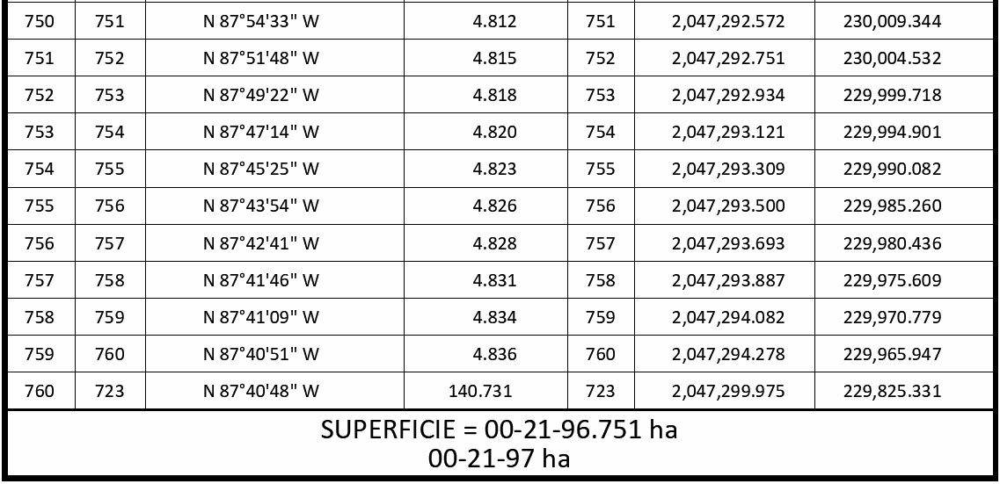 750 751 N 87°54'33" W 4.812 751 2,047,292.572 230,009.344
751 752 N 87°51'48" W 4.815 752 2,047,292.751 230,004.532
752 753 N 87°49'22" W 4.818 753 2,047,292.934 229,999.718
753 754 N 87°47'14" W 4.820 754 2,047,293.121 229,994.901
754 755 N 87°45'25" W 4.823 755 2,047,293.309 229,990.082
755 756 N 87°43'54" W 4.826 756 2,047,293.500 229,985.260
756 757 N 87°42'41" W 4.828 757 2,047,293.693 229,980.436
757 758 N 87°41'46" W 4.831 758 2,047,293.887 229,975.609
758 759 N 87°41'09" W 4.834 759 2,047,294.082 229,970.779
759 760 N 87°40'51" W 4.836 760 2,047,294.278 229,965.947
760 723 N 87°40'48" W 140.731 723 2,047,299.975 229,825.331
SUPERFICIE = 00-21-96.751 ha
00-21-97 ha